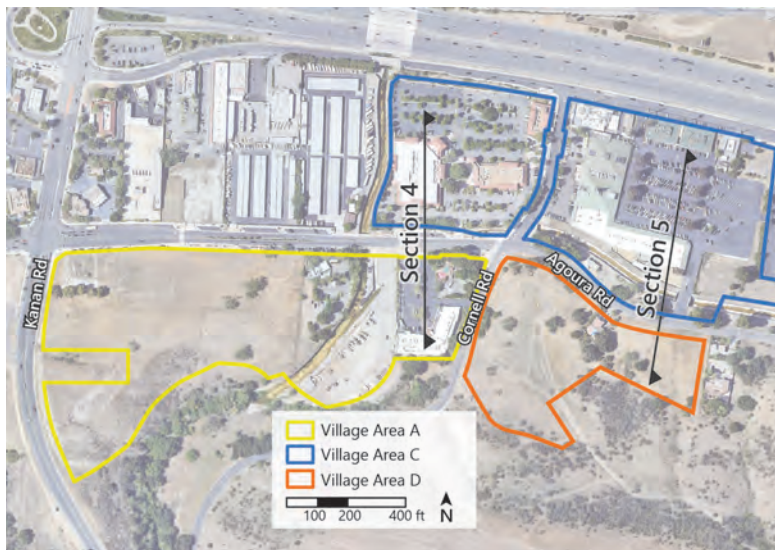 Section 4
Section 5
Kanan Rd
Cornell Rd
Agoura Rd
Village Area A
Village Area C
Village Area D
100 200 400 ft
N